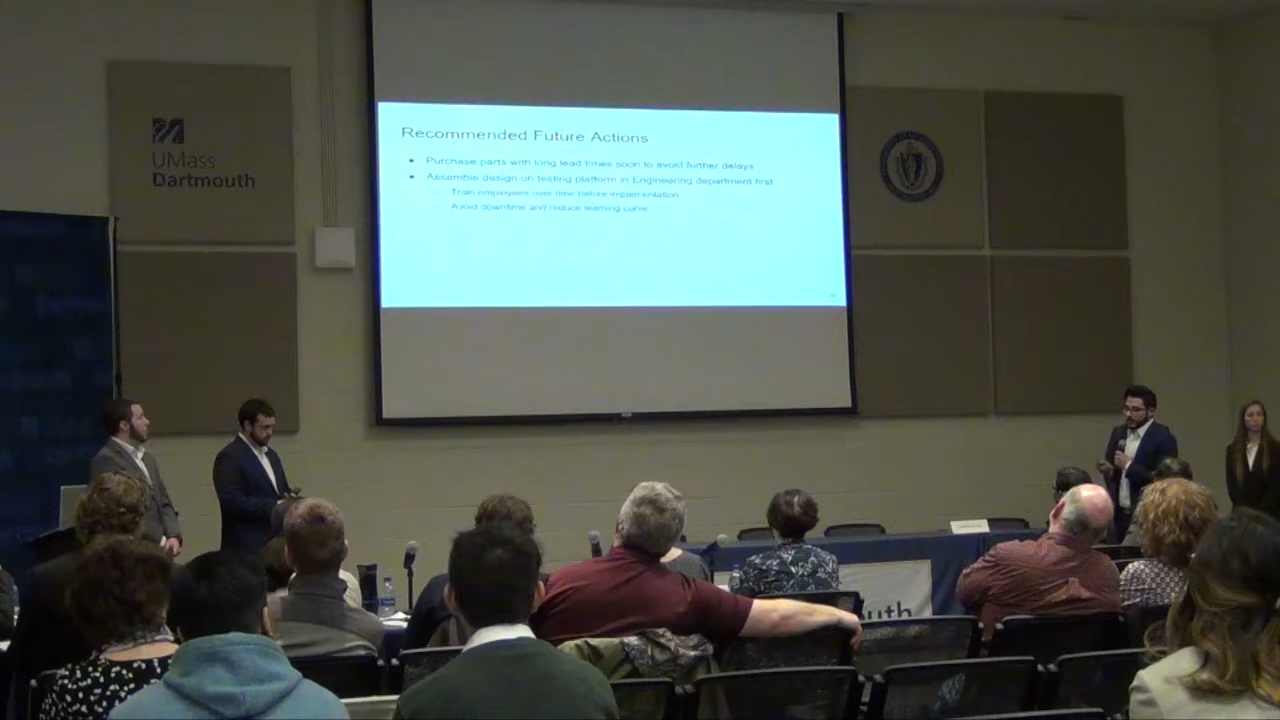 UMass
Dartmouth
Recommended Future Actions
• Purchase parts with long lead times soon to avoid further delays
• Assemble design on testing platform in Engineering department first
○ Train employees over time before implementation
○ Avoid downtime and reduce learning curve
uth